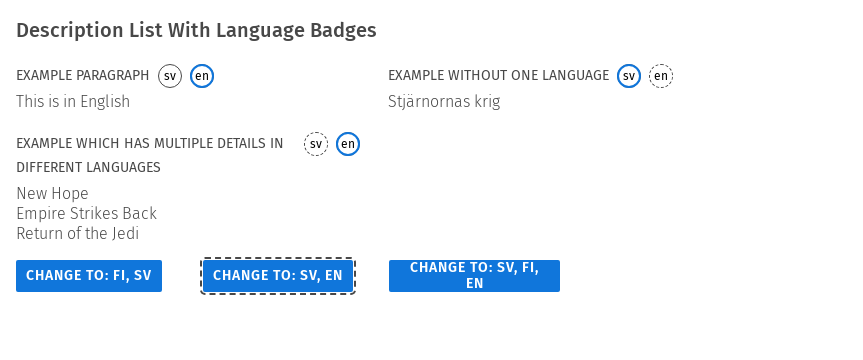 Description List With Language Badges
EXAMPLE PARAGRAPH sv en
This is in English
EXAMPLE WITHOUT ONE LANGUAGE sv en
Stjärnornas krig
EXAMPLE WHICH HAS MULTIPLE DETAILS IN sv en
DIFFERENT LANGUAGES
New Hope
Empire Strikes Back
Return of the Jedi
CHANGE TO: FI, SV
CHANGE TO: SV, EN
CHANGE TO: SV, FI,
EN